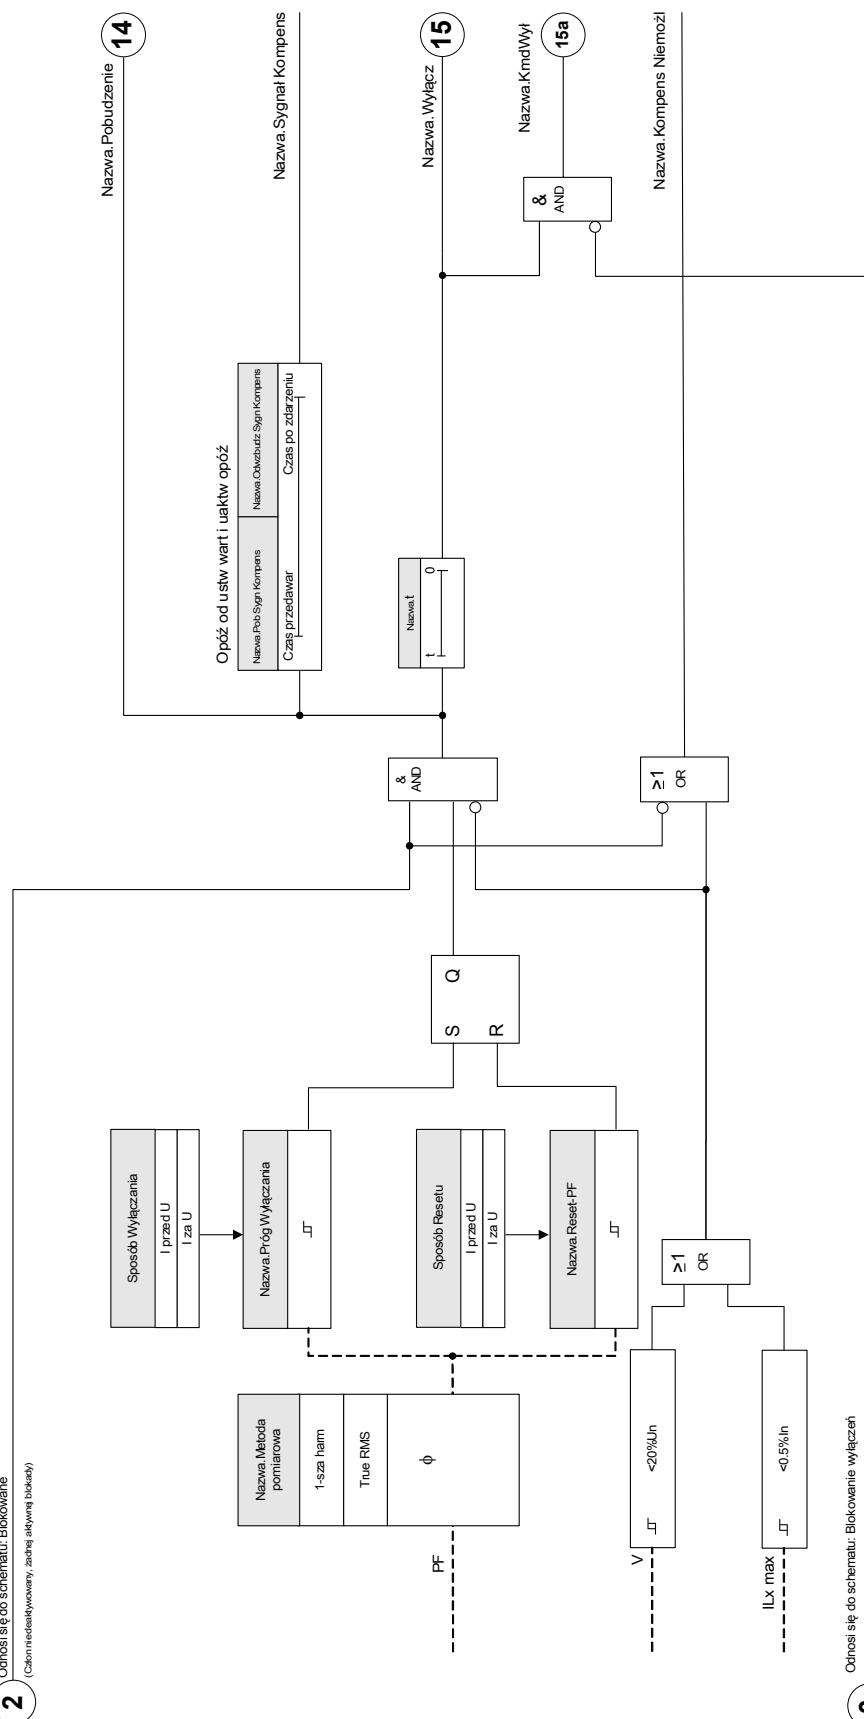 2
Odnosi się do schematu: Blokowane
(Człon niedeaktywowany, żadnej aktywnej blokady)
PF
Nazwa.Metoda
pomiarowa
1-sza harm
True RMS
ϕ
Sposób Wyłączania
I przed U
I za U
Nazwa.Próg Wyłączania
Sposób Resetu
I przed U
I za U
Nazwa.Reset-PF
S
Q
R
V
<20%Un
ILx max
<0.5%In
≥1
OR
&
AND
≥1
OR
Opóź od ustw wart i uaktw opóź
Nazwa.Pob Sygn Kompens
Nazwa.Odwzbudz Sygn Kompens
Czas przedawar
Czas po zdarzeniu
Nazwa.t
t
0
&
AND
Nazwa.Pobudzenie
14
Nazwa.Sygnał Kompens
Nazwa.Wyłącz
15
Nazwa.KmdWył
15a
Nazwa.Kompens Niemożl
Odnosi się do schematu: Blokowanie wyłączeń